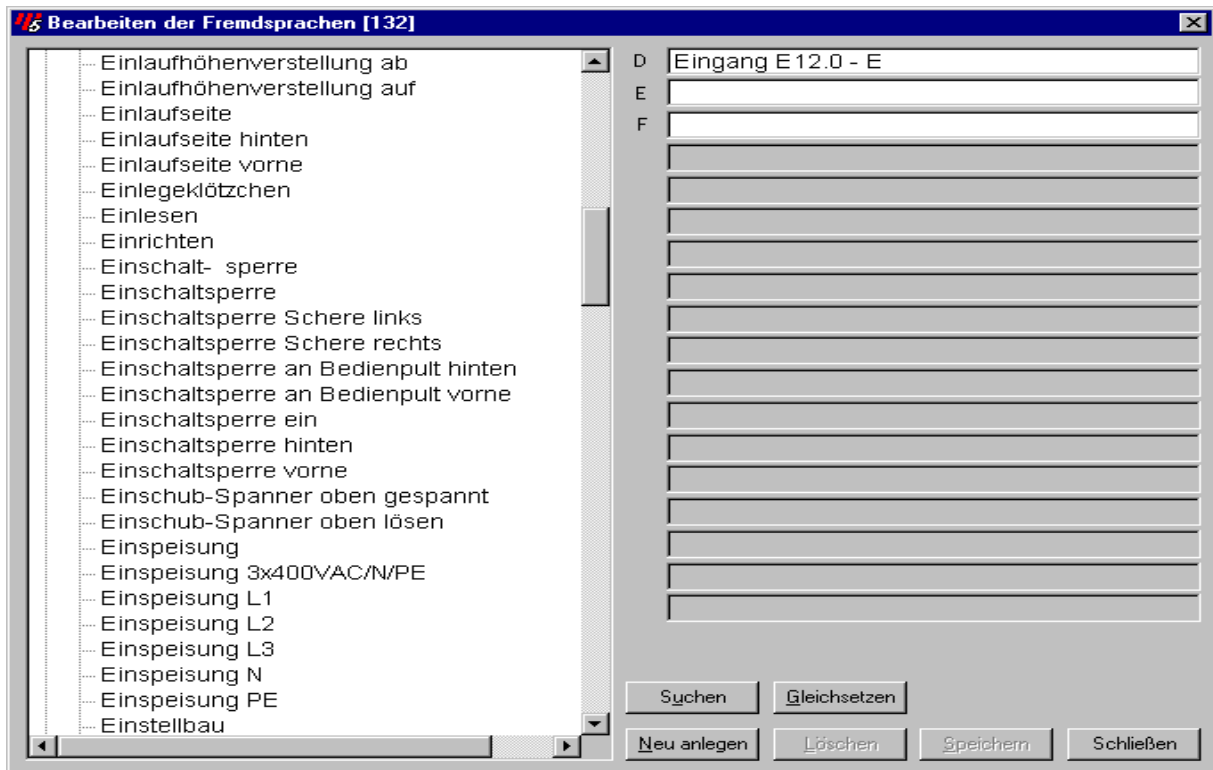 Bearbeiten der Fremdsprachen [132]
Einlaufhöhenverstellung ab
Einlaufhöhenverstellung auf
Einlaufseite
Einlaufseite hinten
Einlaufseite vorne
Einlegeklötzchen
Einlesen
Einrichten
Einschalt-  sperre
Einschaltsperre
Einschaltsperre Schere links
Einschaltsperre Schere rechts
Einschaltsperre an Bedienpult hinten
Einschaltsperre an Bedienpult vorne
Einschaltsperre ein
Einschaltsperre hinten
Einschaltsperre vorne
Einschub-Spanner oben gespannt
Einschub-Spanner oben lösen
Einspeisung
Einspeisung 3x400VAC/N/PE
Einspeisung L1
Einspeisung L2
Einspeisung L3
Einspeisung N
Einspeisung PE
Einstellbau
D Eingang E12.0 - E
E
F
Suchen Gleichsetzen
Neu anlegen Löschen Speichern Schließen